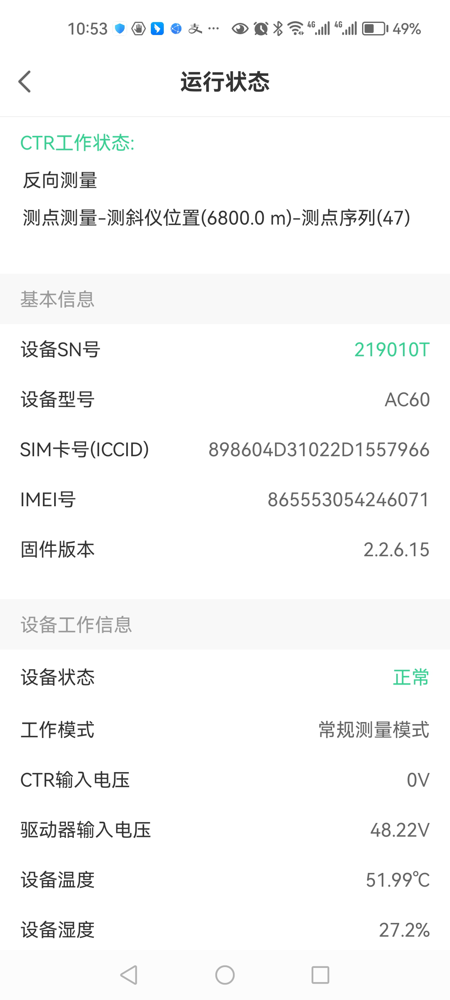 10:53 支 ··· 4G 4G 49%
运行状态
CTR工作状态:
反向测量
测点测量-测斜仪位置(6800.0 m)-测点序列(47)
基本信息
设备SN号 219010T
设备型号 AC60
SIM卡号(ICCID) 898604D31022D1557966
IMEI号 865553054246071
固件版本 2.2.6.15
设备工作信息
设备状态 正常
工作模式 常规测量模式
CTR输入电压 0V
驱动器输入电压 48.22V
设备温度 51.99℃
设备湿度 27.2%